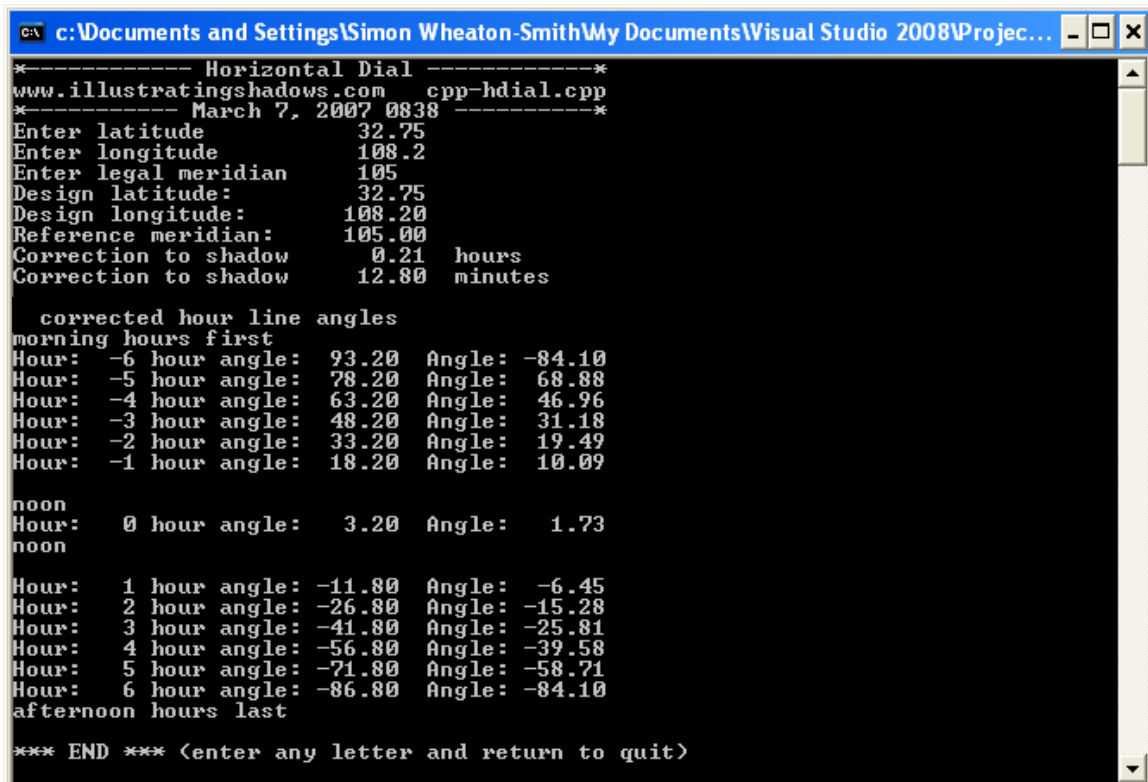 c:\Documents and Settings\Simon Wheaton-Smith\My Documents\Visual Studio 2008\Projec...
*------------ Horizontal Dial ------------*
www.illustratingshadows.com   cpp-hdial.cpp
*----------- March 7, 2007 0838 ----------*
Enter latitude           32.75
Enter longitude          108.2
Enter legal meridian     105
Design latitude:         32.75
Design longitude:       108.20
Reference meridian:     105.00
Correction to shadow      0.21  hours
Correction to shadow     12.80  minutes
corrected hour line angles
morning hours first
Hour:  -6 hour angle:  93.20  Angle: -84.10
Hour:  -5 hour angle:  78.20  Angle:  68.88
Hour:  -4 hour angle:  63.20  Angle:  46.96
Hour:  -3 hour angle:  48.20  Angle:  31.18
Hour:  -2 hour angle:  33.20  Angle:  19.49
Hour:  -1 hour angle:  18.20  Angle:  10.09
noon
Hour:   0 hour angle:   3.20  Angle:   1.73
noon
Hour:   1 hour angle: -11.80  Angle:  -6.45
Hour:   2 hour angle: -26.80  Angle: -15.28
Hour:   3 hour angle: -41.80  Angle: -25.81
Hour:   4 hour angle: -56.80  Angle: -39.58
Hour:   5 hour angle: -71.80  Angle: -58.71
Hour:   6 hour angle: -86.80  Angle: -84.10
afternoon hours last
*** END *** (enter any letter and return to quit)